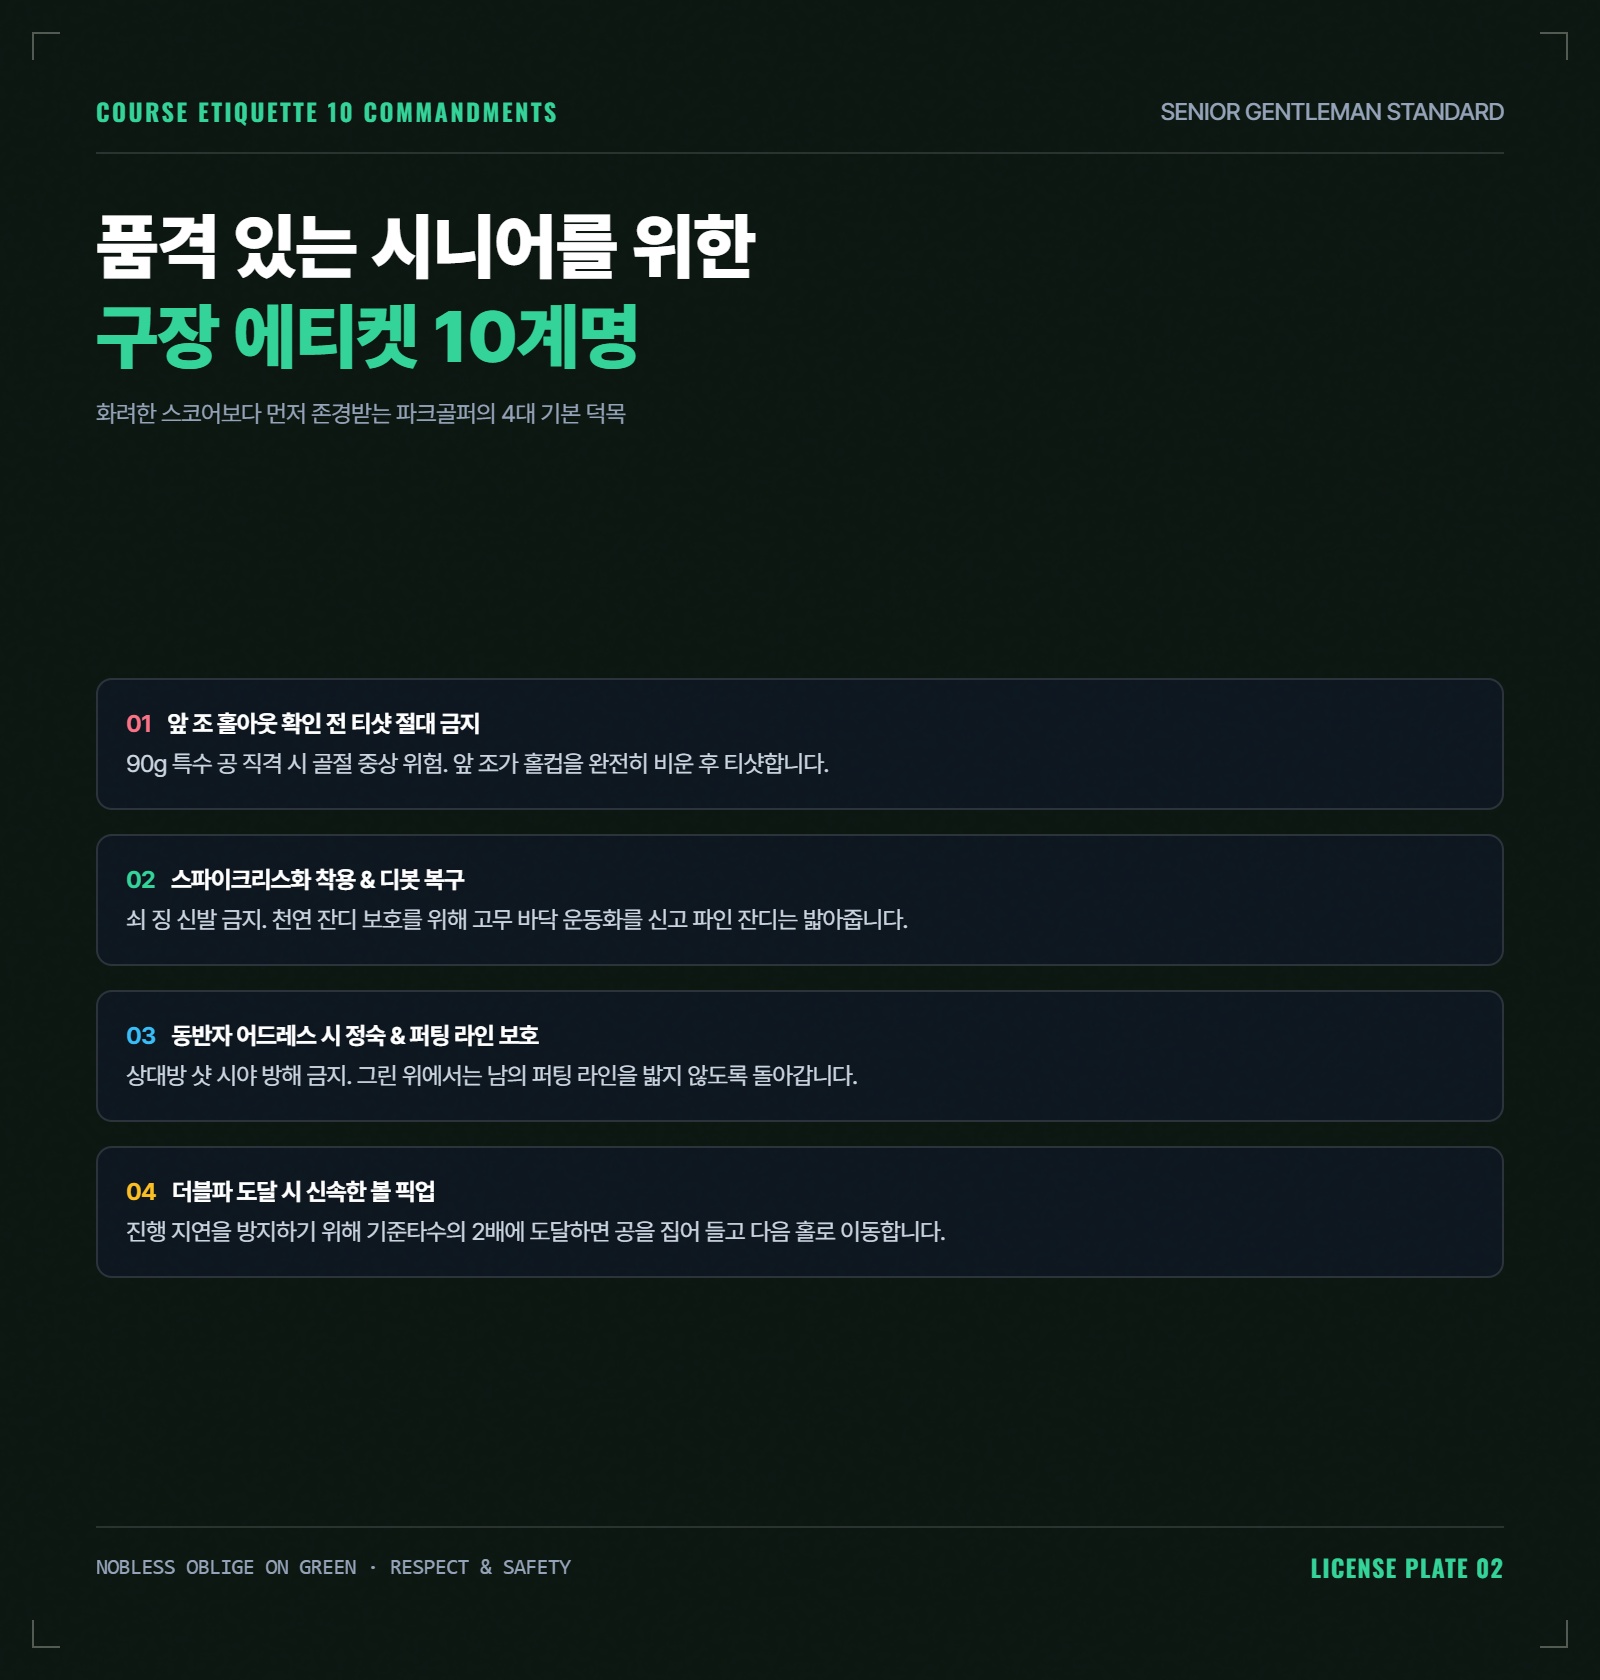 COURSE ETIQUETTE 10 COMMANDMENTS
SENIOR GENTLEMAN STANDARD
품격 있는 시니어를 위한
구장 에티켓 10계명
화려한 스코어보다 먼저 존경받는 파크골퍼의 4대 기본 덕목
01 앞 조 홀아웃 확인 전 티샷 절대 금지
90g 특수 공 직격 시 골절 중상 위험. 앞 조가 홀컵을 완전히 비운 후 티샷합니다.
02 스파이크리스화 착용 & 디봇 복구
쇠 징 신발 금지. 천연 잔디 보호를 위해 고무 바닥 운동화를 신고 파인 잔디는 밟아줍니다.
03 동반자 어드레스 시 정숙 & 퍼팅 라인 보호
상대방 샷 시야 방해 금지. 그린 위에서는 남의 퍼팅 라인을 밟지 않도록 돌아갑니다.
04 더블파 도달 시 신속한 볼 픽업
진행 지연을 방지하기 위해 기준타수의 2배에 도달하면 공을 집어 들고 다음 홀로 이동합니다.
NOBLESS OBLIGE ON GREEN · RESPECT & SAFETY
LICENSE PLATE 02